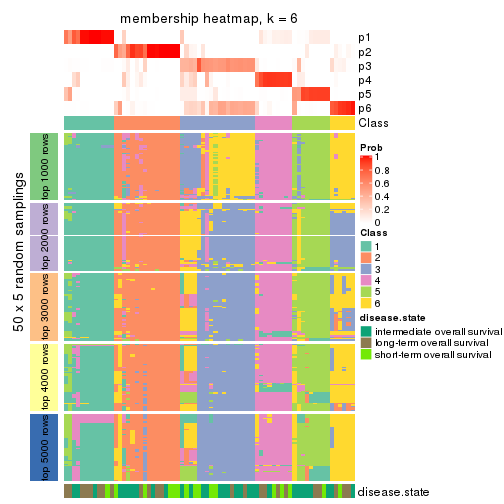 membership heatmap, k = 6
p1
p2
p3
p4
p5
p6
Class
50 x 5 random samplings
top 1000 rows
top 2000 rows
top 3000 rows
top 4000 rows
top 5000 rows
Prob
1
0.8
0.6
0.4
0.2
0
Class
1
2
3
4
5
6
disease.state
intermediate overall survival
long-term overall survival
short-term overall survival
disease.state